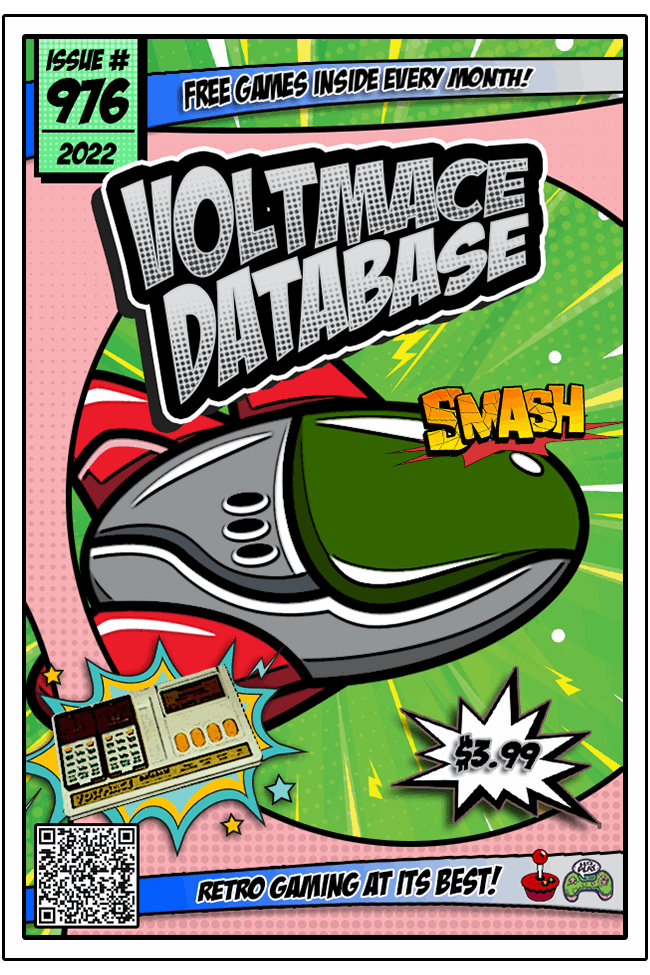 ISSUE #
976
2022
FREE GAMES INSIDE EVERY MONTH!
VOLTMACE
DATABASE
SMASH
$3.99
RETRO GAMING AT ITS BEST!